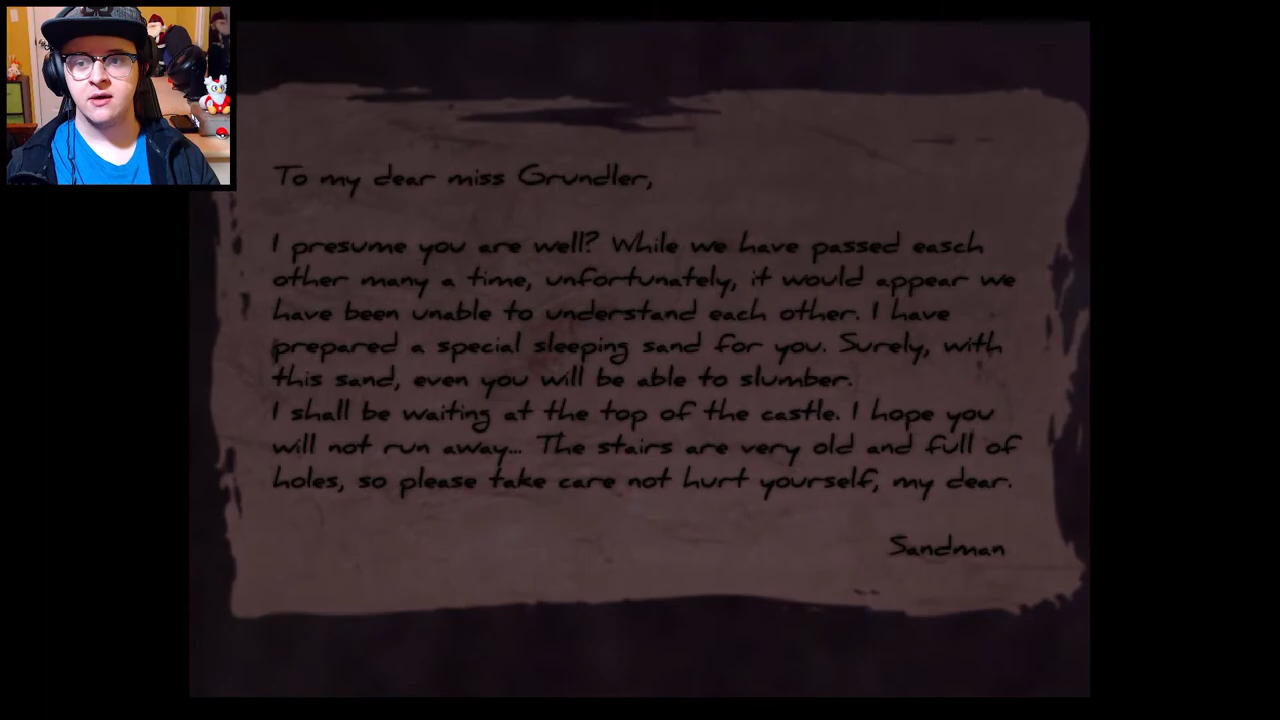 To my dear miss Grundler,
I presume you are well? While we have passed easch
other many a time, unfortunately, it would appear we
have been unable to understand each other. I have
prepared a special sleeping sand for you. Surely, with
this sand, even you will be able to slumber.
I shall be waiting at the top of the castle. I hope you
will not run away... The stairs are very old and full of
holes, so please take care not hurt yourself, my dear.
Sandman